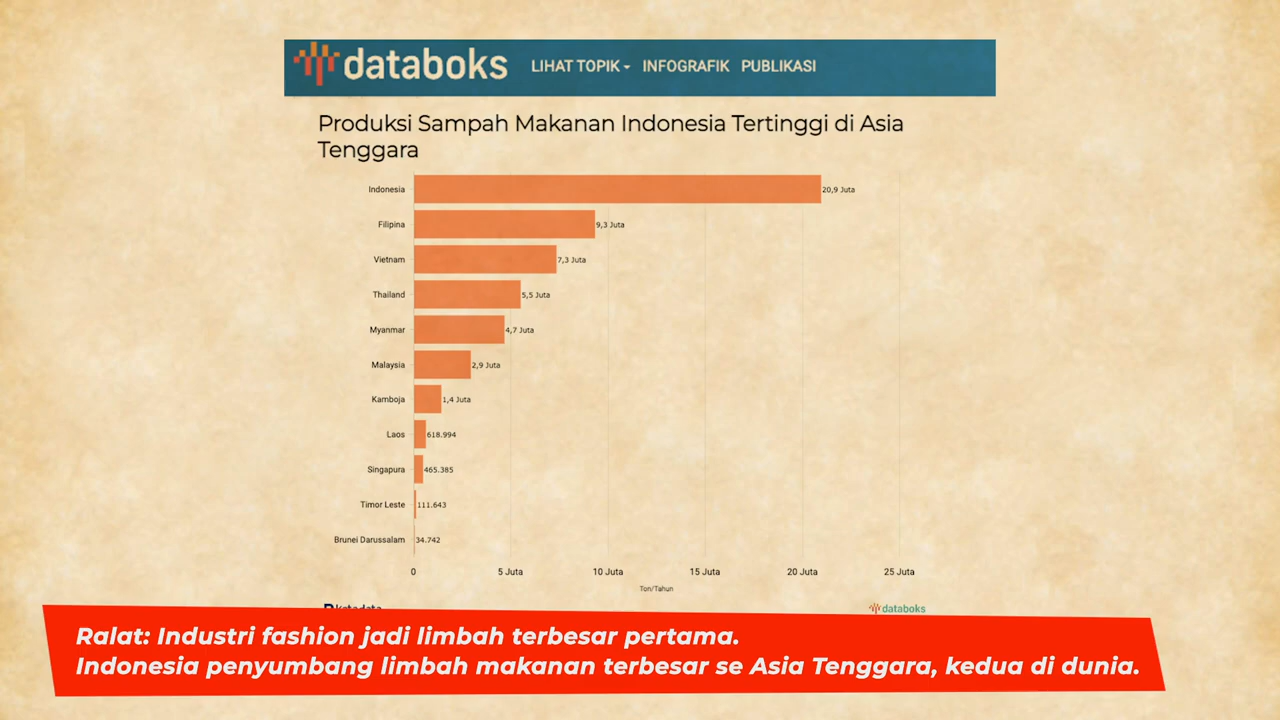 databoks LIHAT TOPIK INFOGRAFIK PUBLIKASI
Produksi Sampah Makanan Indonesia Tertinggi di Asia
Tenggara
Indonesia 20,9 Juta
Filipina 9,3 Juta
Vietnam 7,3 Juta
Thailand 5,5 Juta
Myanmar 4,7 Juta
Malaysia 2,9 Juta
Kamboja 1,4 Juta
Laos 618.994
Singapura 465.385
Timor Leste 111.643
Brunei Darussalam 34.742
0 5 Juta 10 Juta 15 Juta 20 Juta 25 Juta
Ton/Tahun
databoks
Ralat: Industri fashion jadi limbah terbesar pertama.
Indonesia penyumbang limbah makanan terbesar se Asia Tenggara, kedua di dunia.